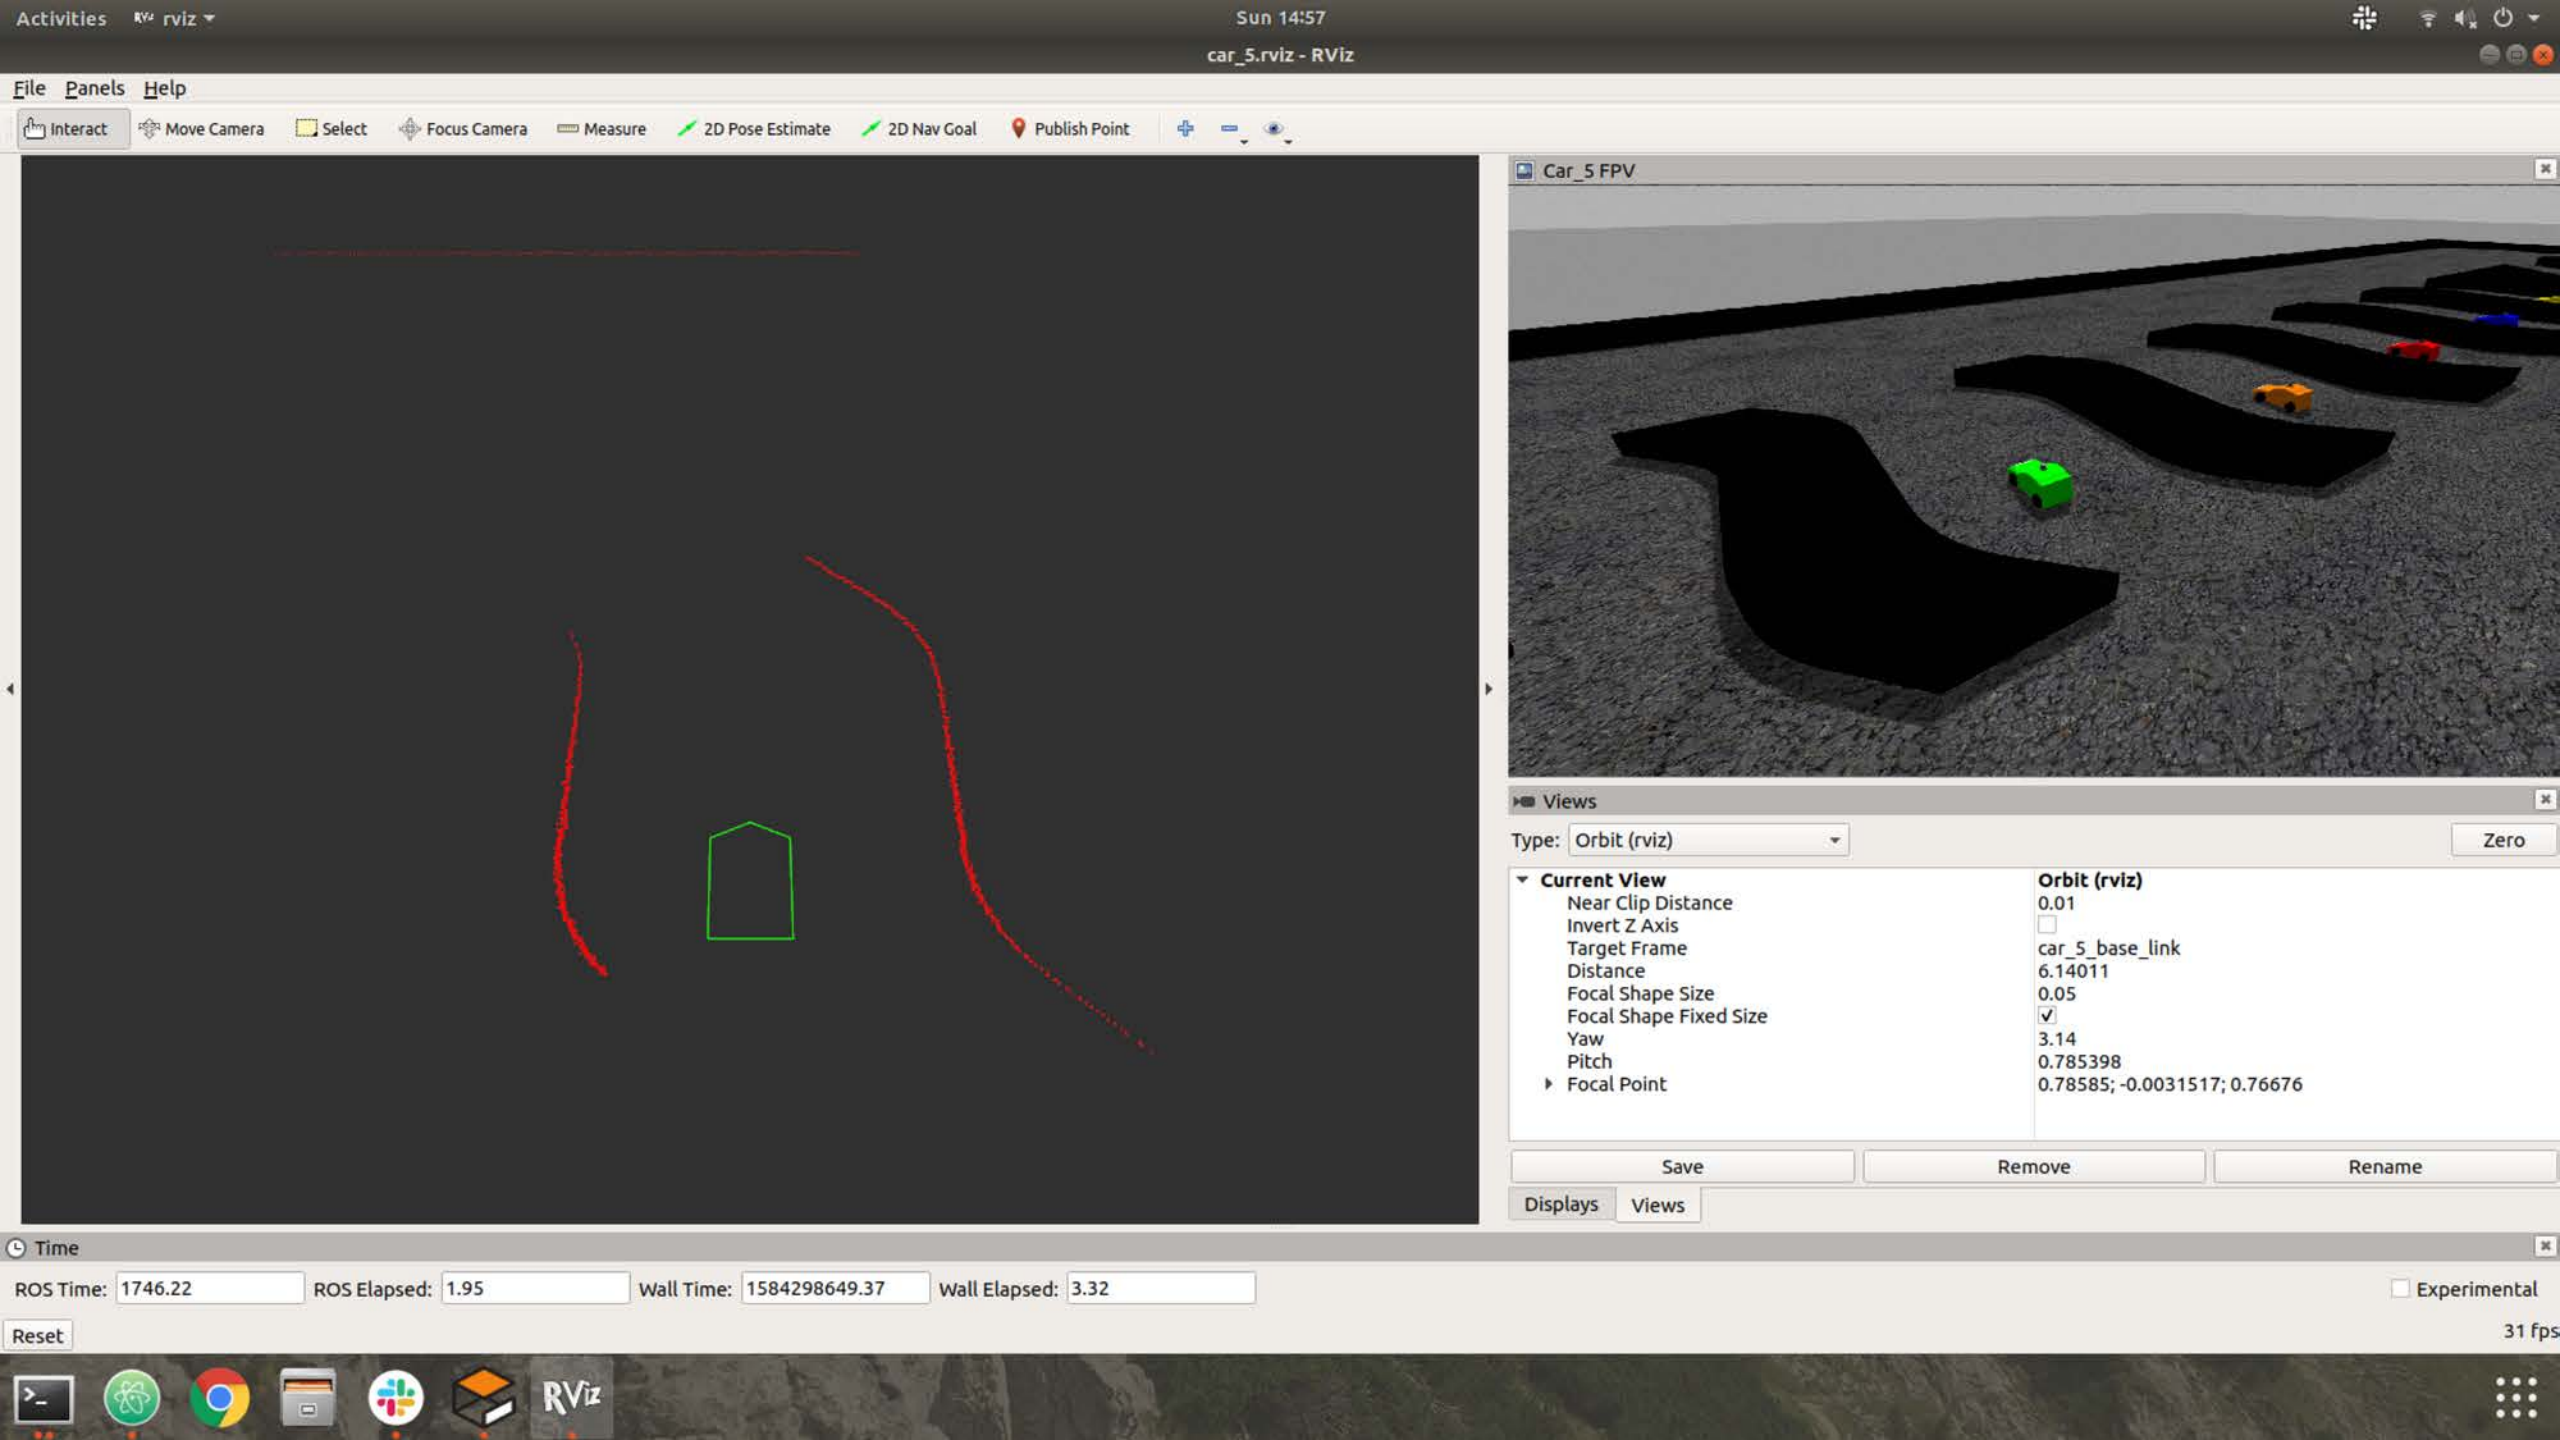 Activities RViz rviz
Sun 14:57
car_5.rviz - RViz
File Panels Help
Interact Move Camera Select Focus Camera Measure 2D Pose Estimate 2D Nav Goal Publish Point
Car_5 FPV
Views
Type: Orbit (rviz) Zero
Current View Orbit (rviz)
Near Clip Distance 0.01
Invert Z Axis
Target Frame car_5_base_link
Distance 6.14011
Focal Shape Size 0.05
Focal Shape Fixed Size
Yaw 3.14
Pitch 0.785398
Focal Point 0.78585; -0.0031517; 0.76676
Save Remove Rename
Displays Views
Time
ROS Time: 1746.22 ROS Elapsed: 1.95 Wall Time: 1584298649.37 Wall Elapsed: 3.32 Experimental
Reset 31 fps
RViz